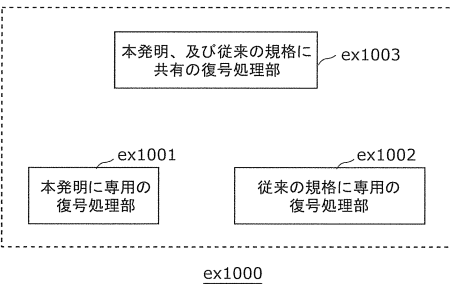 本発明、及び従来の規格に
共有の復号処理部
ex1003
ex1001
本発明に専用の
復号処理部
ex1002
従来の規格に専用の
復号処理部
ex1000